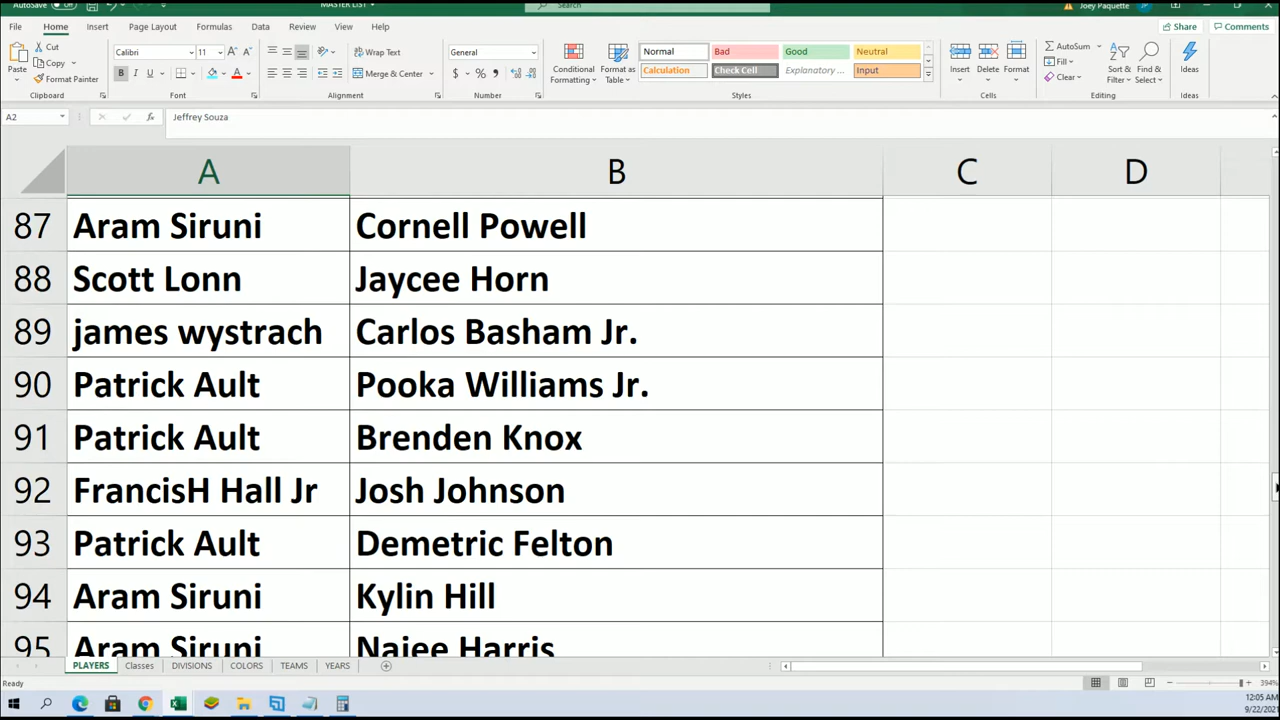 AutoSave Off MASTER LIST Search Joey Paquette
File Home Insert Page Layout Formulas Data Review View Help Share Comments
Paste Cut Copy Format Painter Clipboard
Calibri 11 Font
Wrap Text Merge & Center Alignment
General Number
Conditional Formatting Format as Table Normal Bad Good Neutral Calculation Check Cell Explanatory ... Input Styles
Insert Delete Format Cells
AutoSum Fill Clear Sort & Filter Find & Select Editing
Ideas Ideas
A2 fx Jeffrey Souza
A B C D
87 Aram Siruni Cornell Powell
88 Scott Lonn Jaycee Horn
89 james wystrach Carlos Basham Jr.
90 Patrick Ault Pooka Williams Jr.
91 Patrick Ault Brenden Knox
92 FrancisH Hall Jr Josh Johnson
93 Patrick Ault Demetric Felton
94 Aram Siruni Kylin Hill
95 Aram Siruni Najee Harris
PLAYERS Classes DIVISIONS COLORS TEAMS YEARS
Ready 394%
12:05 AM
9/22/2021